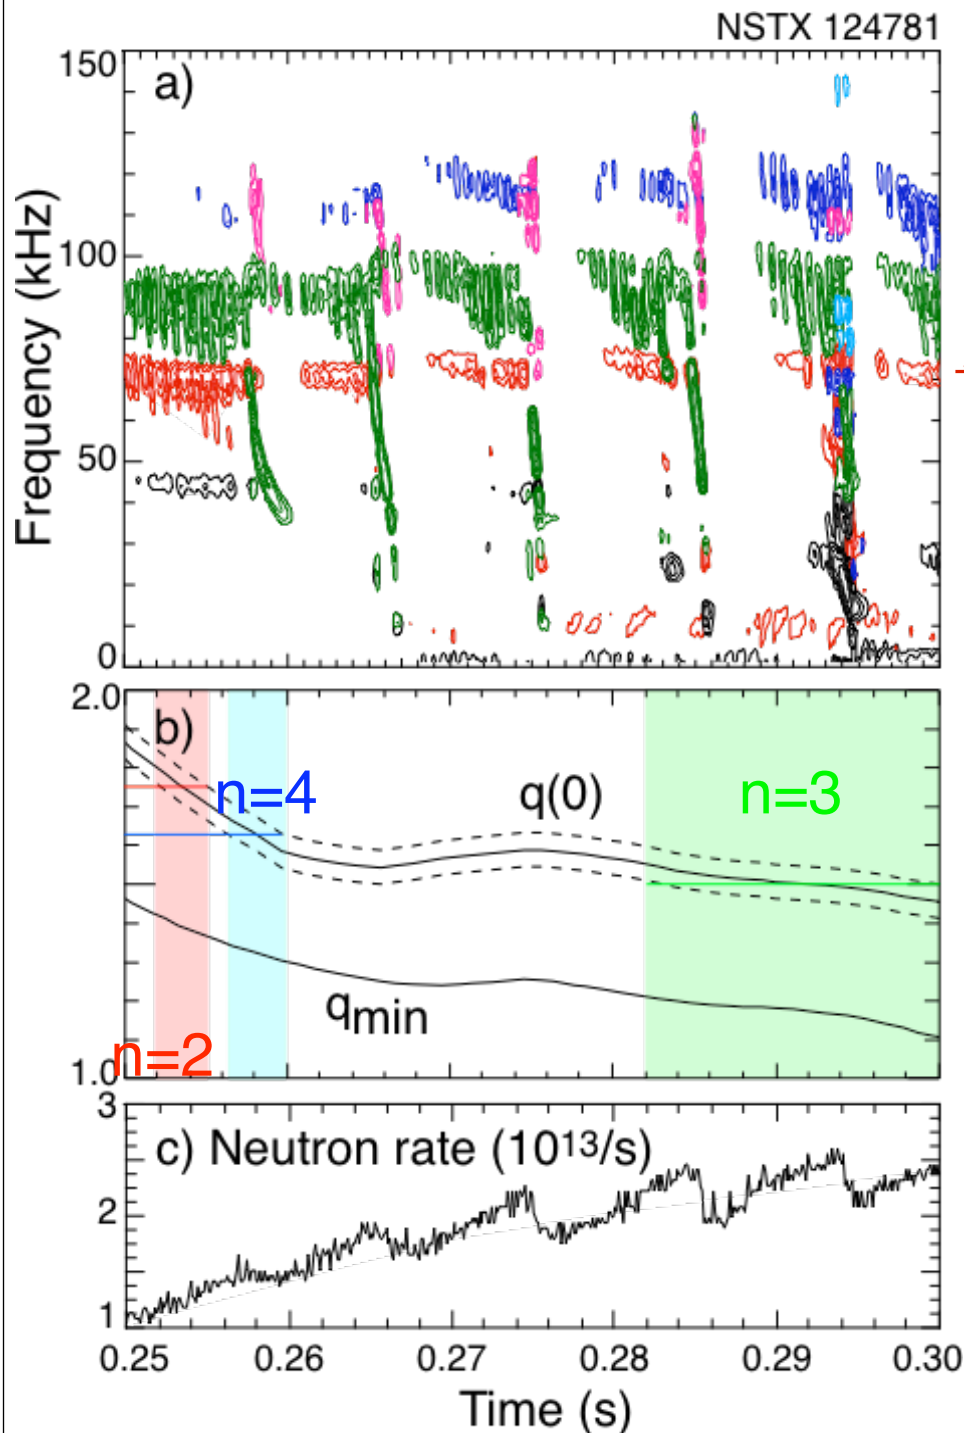 NSTX 124781
150
a)
100
50
0
Frequency (kHz)
2.0
b)
n=4
q(0)
n=3
qmin
n=2
1.0
3
c) Neutron rate (10¹³/s)
2
1
0.25 0.26 0.27 0.28 0.29 0.30
Time (s)